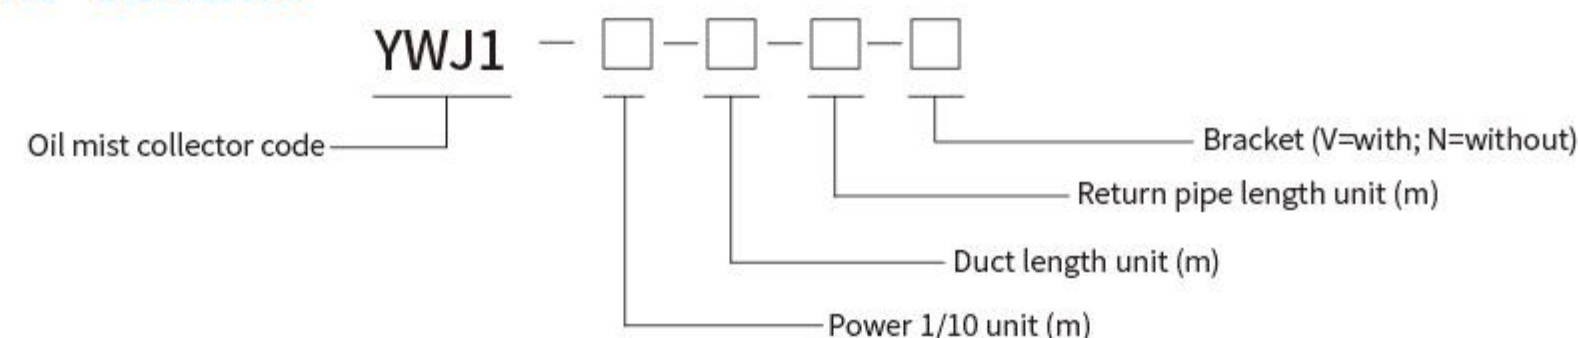 YWJ1 — □ — □ — □ — □
Oil mist collector code
Bracket (V=with; N=without)
Return pipe length unit (m)
Duct length unit (m)
Power 1/10 unit (m)